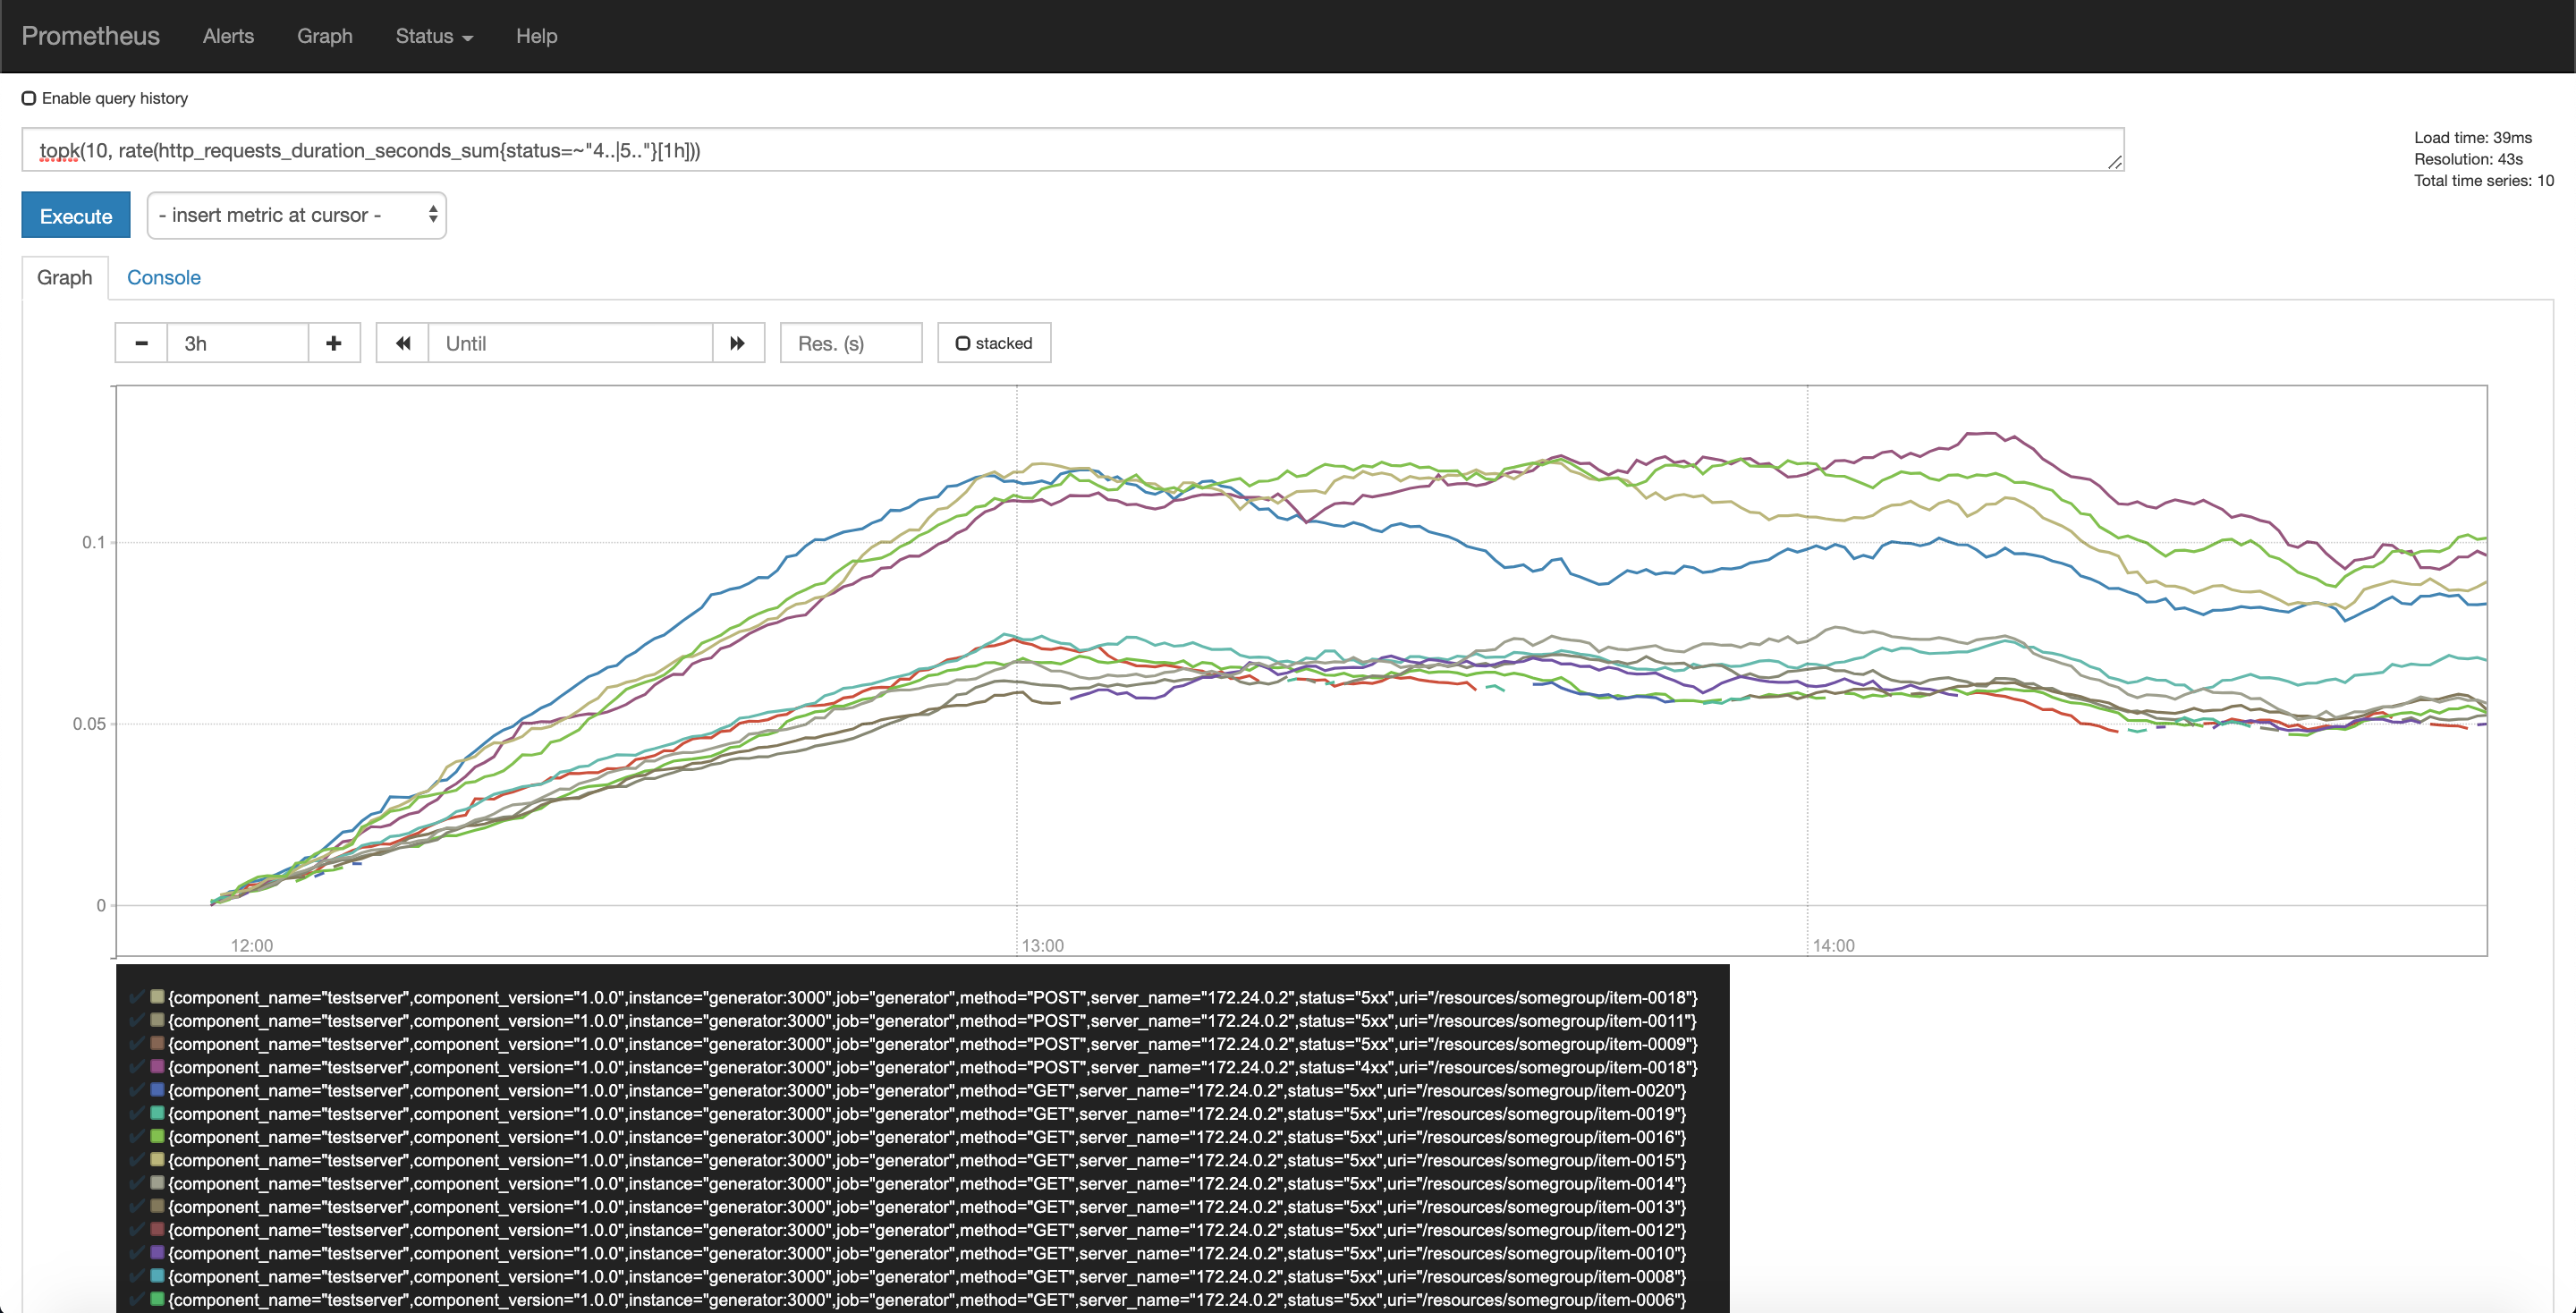 Prometheus Alerts Graph Status Help
Enable query history
topk(10, rate(http_requests_duration_seconds_sum{status=~"4..|5.."}[1h]))
Load time: 39ms
Resolution: 43s
Total time series: 10
Execute - insert metric at cursor -
Graph Console
3h Until Res. (s) stacked
0.1
0.05
0
12:00 13:00 14:00
{component_name="testserver",component_version="1.0.0",instance="generator:3000",job="generator",method="POST",server_name="172.24.0.2",status="5xx",uri="/resources/somegroup/item-0018"}
{component_name="testserver",component_version="1.0.0",instance="generator:3000",job="generator",method="POST",server_name="172.24.0.2",status="5xx",uri="/resources/somegroup/item-0011"}
{component_name="testserver",component_version="1.0.0",instance="generator:3000",job="generator",method="POST",server_name="172.24.0.2",status="5xx",uri="/resources/somegroup/item-0009"}
{component_name="testserver",component_version="1.0.0",instance="generator:3000",job="generator",method="POST",server_name="172.24.0.2",status="4xx",uri="/resources/somegroup/item-0018"}
{component_name="testserver",component_version="1.0.0",instance="generator:3000",job="generator",method="GET",server_name="172.24.0.2",status="5xx",uri="/resources/somegroup/item-0020"}
{component_name="testserver",component_version="1.0.0",instance="generator:3000",job="generator",method="GET",server_name="172.24.0.2",status="5xx",uri="/resources/somegroup/item-0019"}
{component_name="testserver",component_version="1.0.0",instance="generator:3000",job="generator",method="GET",server_name="172.24.0.2",status="5xx",uri="/resources/somegroup/item-0016"}
{component_name="testserver",component_version="1.0.0",instance="generator:3000",job="generator",method="GET",server_name="172.24.0.2",status="5xx",uri="/resources/somegroup/item-0015"}
{component_name="testserver",component_version="1.0.0",instance="generator:3000",job="generator",method="GET",server_name="172.24.0.2",status="5xx",uri="/resources/somegroup/item-0014"}
{component_name="testserver",component_version="1.0.0",instance="generator:3000",job="generator",method="GET",server_name="172.24.0.2",status="5xx",uri="/resources/somegroup/item-0013"}
{component_name="testserver",component_version="1.0.0",instance="generator:3000",job="generator",method="GET",server_name="172.24.0.2",status="5xx",uri="/resources/somegroup/item-0012"}
{component_name="testserver",component_version="1.0.0",instance="generator:3000",job="generator",method="GET",server_name="172.24.0.2",status="5xx",uri="/resources/somegroup/item-0010"}
{component_name="testserver",component_version="1.0.0",instance="generator:3000",job="generator",method="GET",server_name="172.24.0.2",status="5xx",uri="/resources/somegroup/item-0008"}
{component_name="testserver",component_version="1.0.0",instance="generator:3000",job="generator",method="GET",server_name="172.24.0.2",status="5xx",uri="/resources/somegroup/item-0006"}